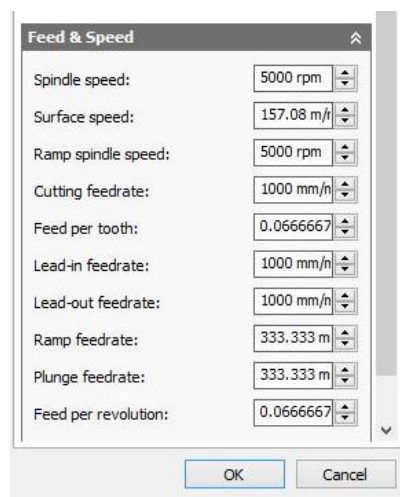 Feed & Speed
Spindle speed: 5000 rpm
Surface speed: 157.08 m/r
Ramp spindle speed: 5000 rpm
Cutting feedrate: 1000 mm/n
Feed per tooth: 0.0666667
Lead-in feedrate: 1000 mm/n
Lead-out feedrate: 1000 mm/n
Ramp feedrate: 333.333 m
Plunge feedrate: 333.333 m
Feed per revolution: 0.0666667
OK Cancel